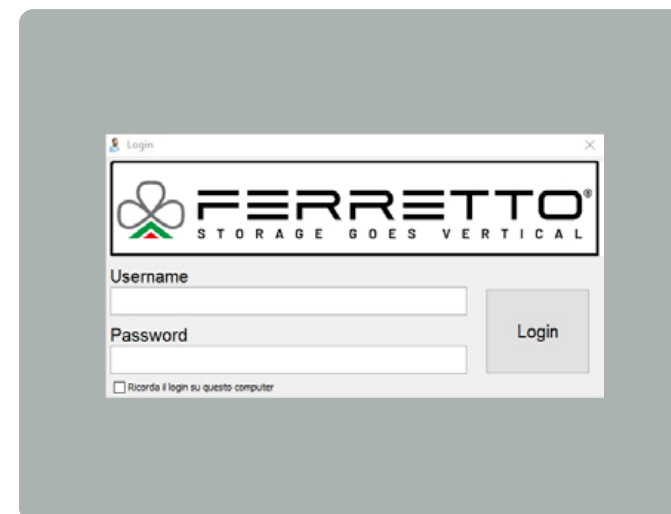 Login
FERRETTO®
STORAGE GOES VERTICAL
Username
Password
Login
Ricorda il login su questo computer